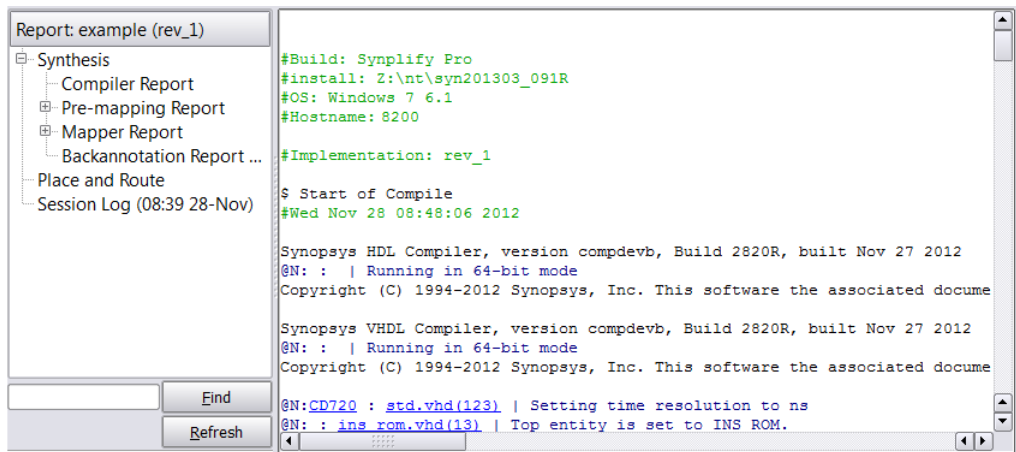 Report: example (rev_1)
Synthesis
Compiler Report
Pre-mapping Report
Mapper Report
Backannotation Report ...
Place and Route
Session Log (08:39 28-Nov)
Find
Refresh
#Build: Synplify Pro
#install: Z:\nt\syn201303_091R
#OS: Windows 7 6.1
#Hostname: 8200
#Implementation: rev_1
$ Start of Compile
#Wed Nov 28 08:48:06 2012
Synopsys HDL Compiler, version compdevb, Build 2820R, built Nov 27 2012
@N: :  | Running in 64-bit mode
Copyright (C) 1994-2012 Synopsys, Inc. This software the associated docume
Synopsys VHDL Compiler, version compdevb, Build 2820R, built Nov 27 2012
@N: :  | Running in 64-bit mode
Copyright (C) 1994-2012 Synopsys, Inc. This software the associated docume
@N:CD720 : std.vhd(123) | Setting time resolution to ns
@N: : ins_rom.vhd(13) | Top entity is set to INS_ROM.